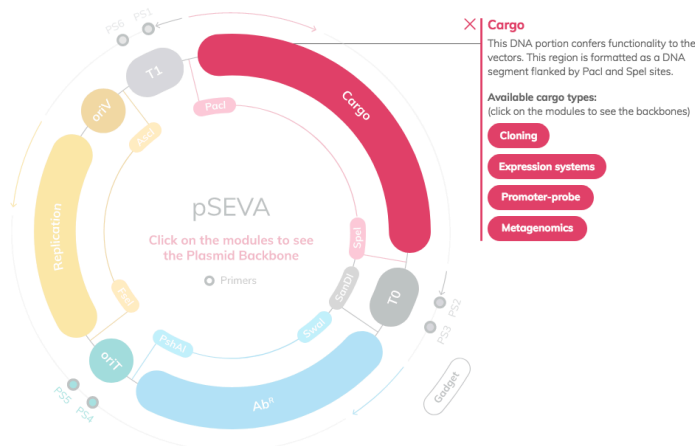 PS6
PS1
T1
Cargo
oriV
PacI
AscI
pSEVA
Click on the modules to see
the Plasmid Backbone
Primers
Replication
SpeI
SanDI
T0
PS2
PS3
FseI
SwaI
PshAI
oriT
Abᴿ
PS5
PS4
Gadget
Cargo
This DNA portion confers functionality to the
vectors. This region is formatted as a DNA
segment flanked by PacI and SpeI sites.
Available cargo types:
(click on the modules to see the backbones)
Cloning
Expression systems
Promoter-probe
Metagenomics